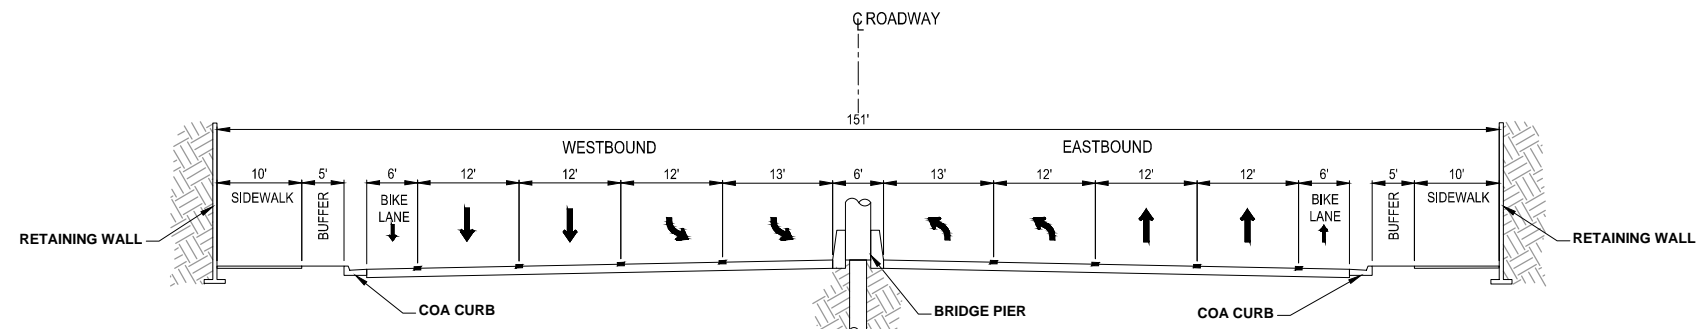 ℄ ROADWAY
151'
WESTBOUND
EASTBOUND
10' 5' 6' 12' 12' 12' 13' 6' 13' 12' 12' 12' 6' 5' 10'
SIDEWALK
BUFFER
BIKE
LANE
BIKE
LANE
BUFFER
SIDEWALK
RETAINING WALL
RETAINING WALL
COA CURB
BRIDGE PIER
COA CURB